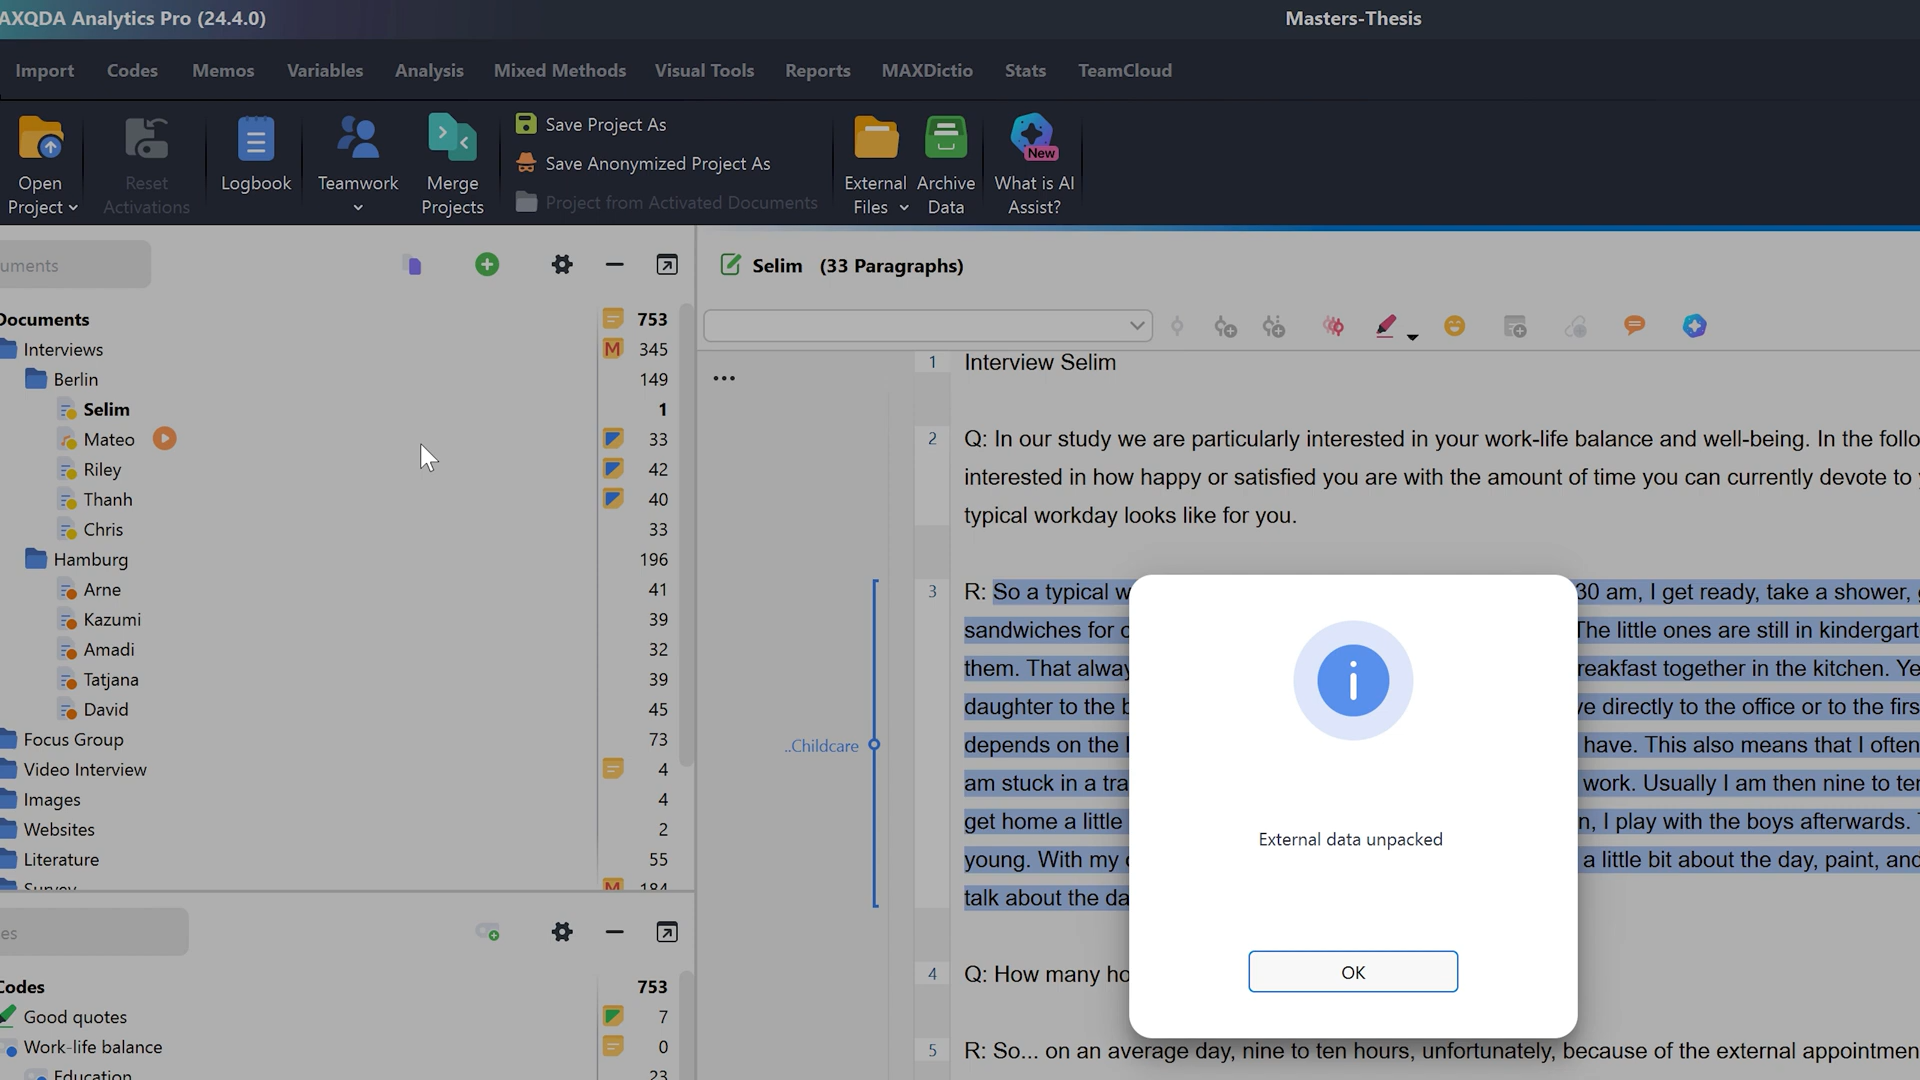 AXQDA Analytics Pro (24.4.0)
Masters-Thesis
Import Codes Memos Variables Analysis Mixed Methods Visual Tools Reports MAXDictio Stats TeamCloud
Open Project
Reset Activations
Logbook
Teamwork
Merge Projects
Save Project As
Save Anonymized Project As
Project from Activated Documents
External Files
Archive Data
New
What is AI Assist?
uments
Documents 753
Interviews M 345
Berlin 149
Selim 1
Mateo 33
Riley 42
Thanh 40
Chris 33
Hamburg 196
Arne 41
Kazumi 39
Amadi 32
Tatjana 39
David 45
Focus Group 73
Video Interview 4
Images 4
Websites 2
Literature 55
Survey M 184
es
Codes 753
Good quotes 7
Work-life balance 0
Education 23
Selim (33 Paragraphs)
1 Interview Selim
2 Q: In our study we are particularly interested in your work-life balance and well-being. In the follo
interested in how happy or satisfied you are with the amount of time you can currently devote to
typical workday looks like for you.
3 R: So a typical w 30 am, I get ready, take a shower,
sandwiches for The little ones are still in kindergart
them. That alway reakfast together in the kitchen. Ye
daughter to the b ve directly to the office or to the firs
..Childcare
depends on the have. This also means that I often
am stuck in a tra work. Usually I am then nine to ter
get home a little n, I play with the boys afterwards.
young. With my a little bit about the day, paint, and
talk about the da
4 Q: How many ho
5 R: So... on an average day, nine to ten hours, unfortunately, because of the external appointmen
External data unpacked
OK